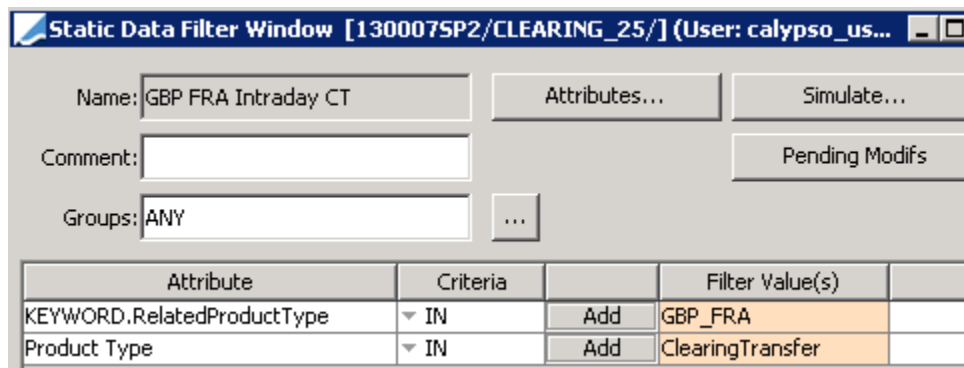 Static Data Filter Window [130007SP2/CLEARING_25/] (User: calypso_us...
Name: GBP FRA Intraday CT Attributes... Simulate...
Comment: Pending Modifs
Groups: ANY ...
Attribute Criteria Filter Value(s)
KEYWORD.RelatedProductType IN Add GBP_FRA
Product Type IN Add ClearingTransfer